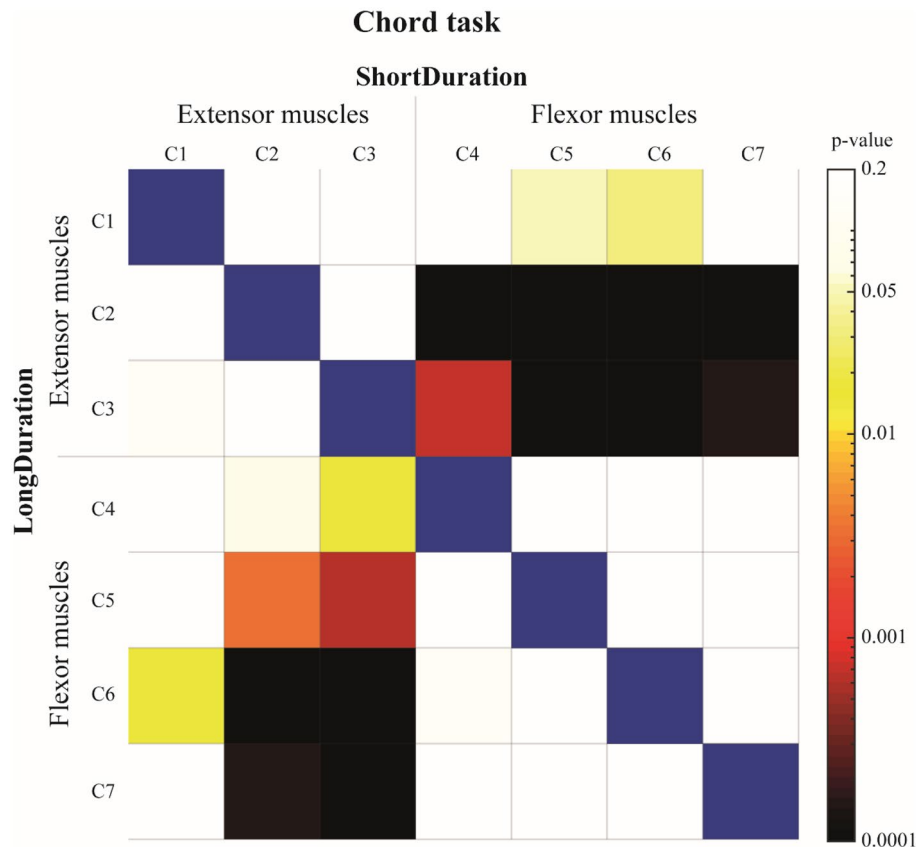 Chord task
ShortDuration
Extensor muscles Flexor muscles
C1 C2 C3 C4 C5 C6 C7
p-value
0.2
0.05
0.01
0.001
0.0001
LongDuration
Extensor muscles
C1
C2
C3
Flexor muscles
C4
C5
C6
C7